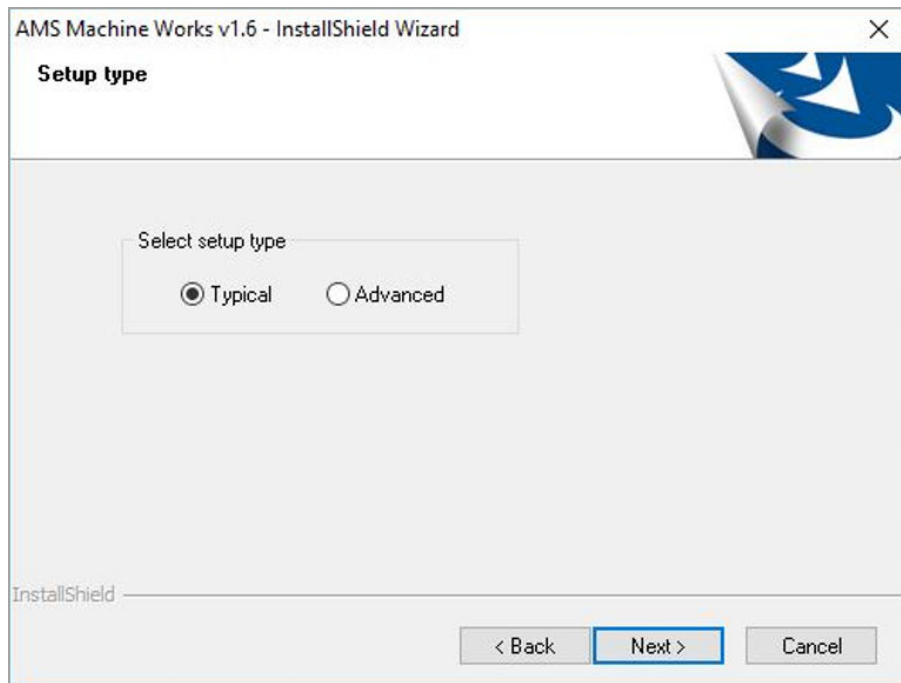 AMS Machine Works v1.6 - InstallShield Wizard
Setup type
Select setup type
Typical Advanced
InstallShield
< Back Next > Cancel